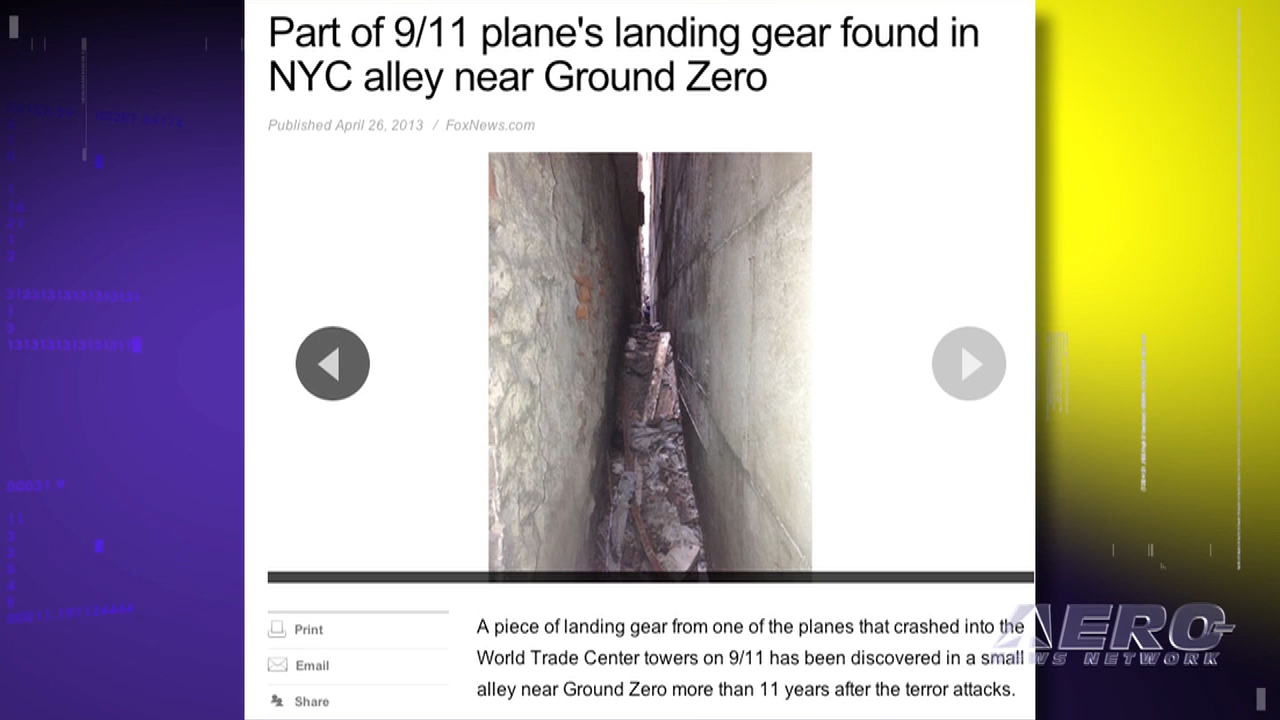 Part of 9/11 plane's landing gear found in
NYC alley near Ground Zero
Published April 26, 2013 / FoxNews.com
Print
Email
Share
A piece of landing gear from one of the planes that crashed into the
World Trade Center towers on 9/11 has been discovered in a small
alley near Ground Zero more than 11 years after the terror attacks.
AERO
NEWS NETWORK